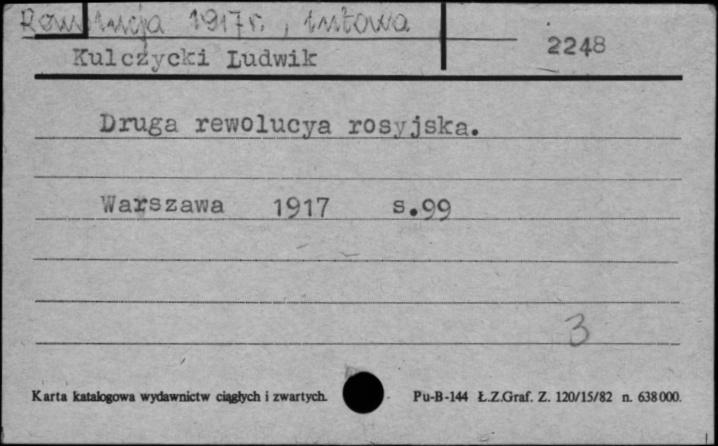 Rewolucja 1917 r., lutowa
Kulczycki Ludwik
2248
Druga rewolucya rosyjska.
Warszawa 1917 s.99
3
Karta katalogowa wydawnictw ciągłych i zwartych. Pu-B-144 Ł.Z.Graf. Z. 120/15/82 n. 638000.